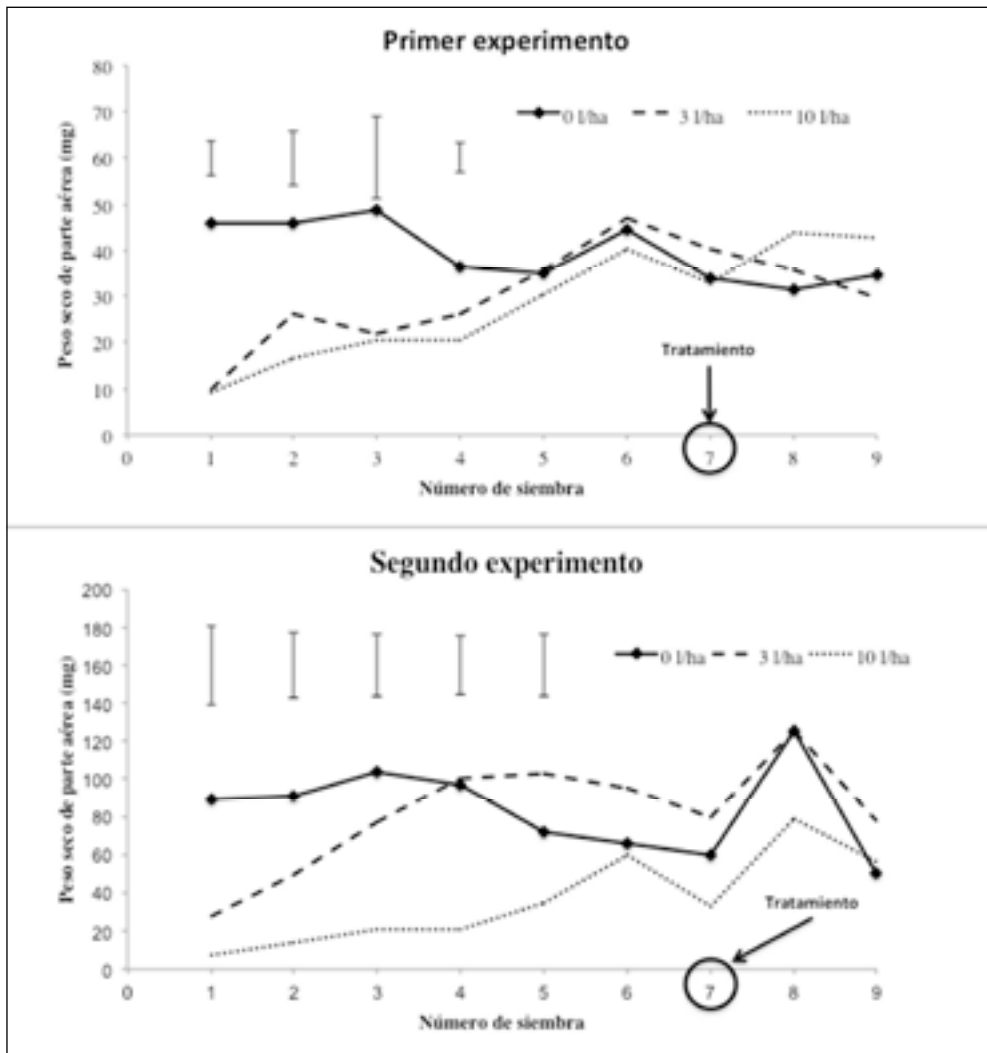 Primer experimento
80
70
60
50
40
30
20
10
0
Peso seco de parte aérea (mg)
0 l/ha 3 l/ha 10 l/ha
Tratamiento
0 1 2 3 4 5 6 7 8 9
Número de siembra
Segundo experimento
200
180
160
140
120
100
80
60
40
20
0
Peso seco de parte aérea (mg)
0 l/ha 3 l/ha 10 l/ha
Tratamiento
0 1 2 3 4 5 6 7 8 9
Número de siembra